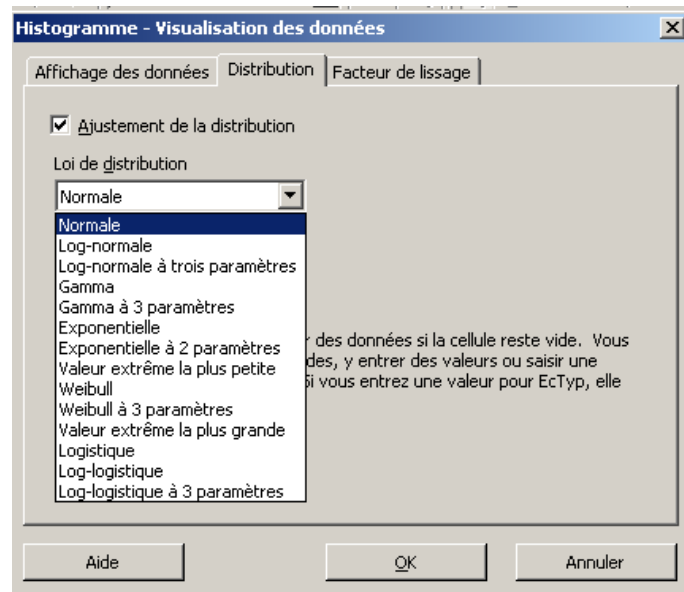 Histogramme - Visualisation des données
Affichage des données
Distribution
Facteur de lissage
Ajustement de la distribution
Loi de distribution
Normale
Normale
Log-normale
Log-normale à trois paramètres
Gamma
Gamma à 3 paramètres
Exponentielle
Exponentielle à 2 paramètres
Valeur extrême la plus petite
Weibull
Weibull à 3 paramètres
Valeur extrême la plus grande
Logistique
Log-logistique
Log-logistique à 3 paramètres
des données si la cellule reste vide. Vous
des, y entrer des valeurs ou saisir une
Si vous entrez une valeur pour EcTyp, elle
Aide
OK
Annuler